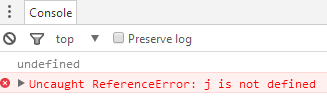 Console
top Preserve log
undefined
Uncaught ReferenceError: j is not defined